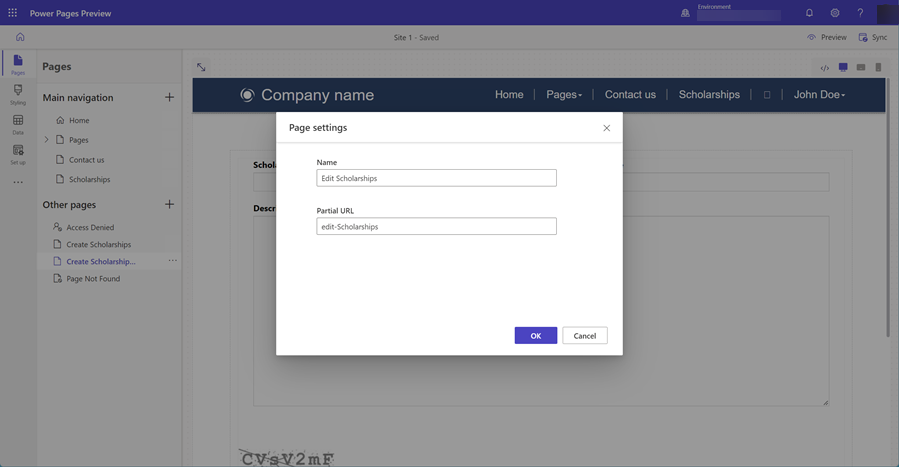 Power Pages Preview
Environment
?
Site 1 - Saved
Preview
Sync
Pages
Styling
Data
Set up
Pages
Main navigation
Home
Pages
Contact us
Scholarships
Other pages
Access Denied
Create Scholarships
Create Scholarship...
Page Not Found
Company name
Home
Pages
Contact us
Scholarships
John Doe
Page settings
Name
Edit Scholarships
Partial URL
edit-Scholarships
OK
Cancel
Schol
Descr
CVsV2mF